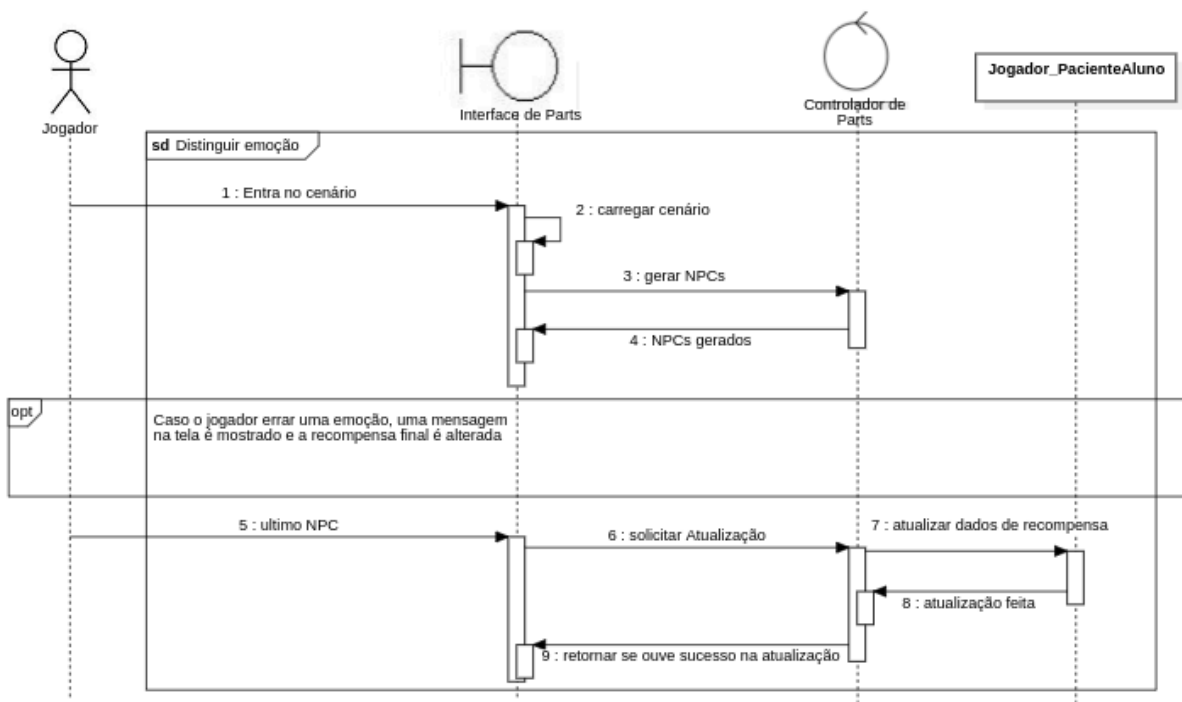 Jogador
Interface de Parts
Controlador de
Parts
Jogador_PacienteAluno
sd Distinguir emoção
1 : Entra no cenário
2 : carregar cenário
3 : gerar NPCs
4 : NPCs gerados
opt
Caso o jogador errar uma emoção, uma mensagem
na tela é mostrado e a recompensa final é alterada
5 : ultimo NPC
6 : solicitar Atualização
7 : atualizar dados de recompensa
8 : atualização feita
9 : retornar se ouve sucesso na atualização